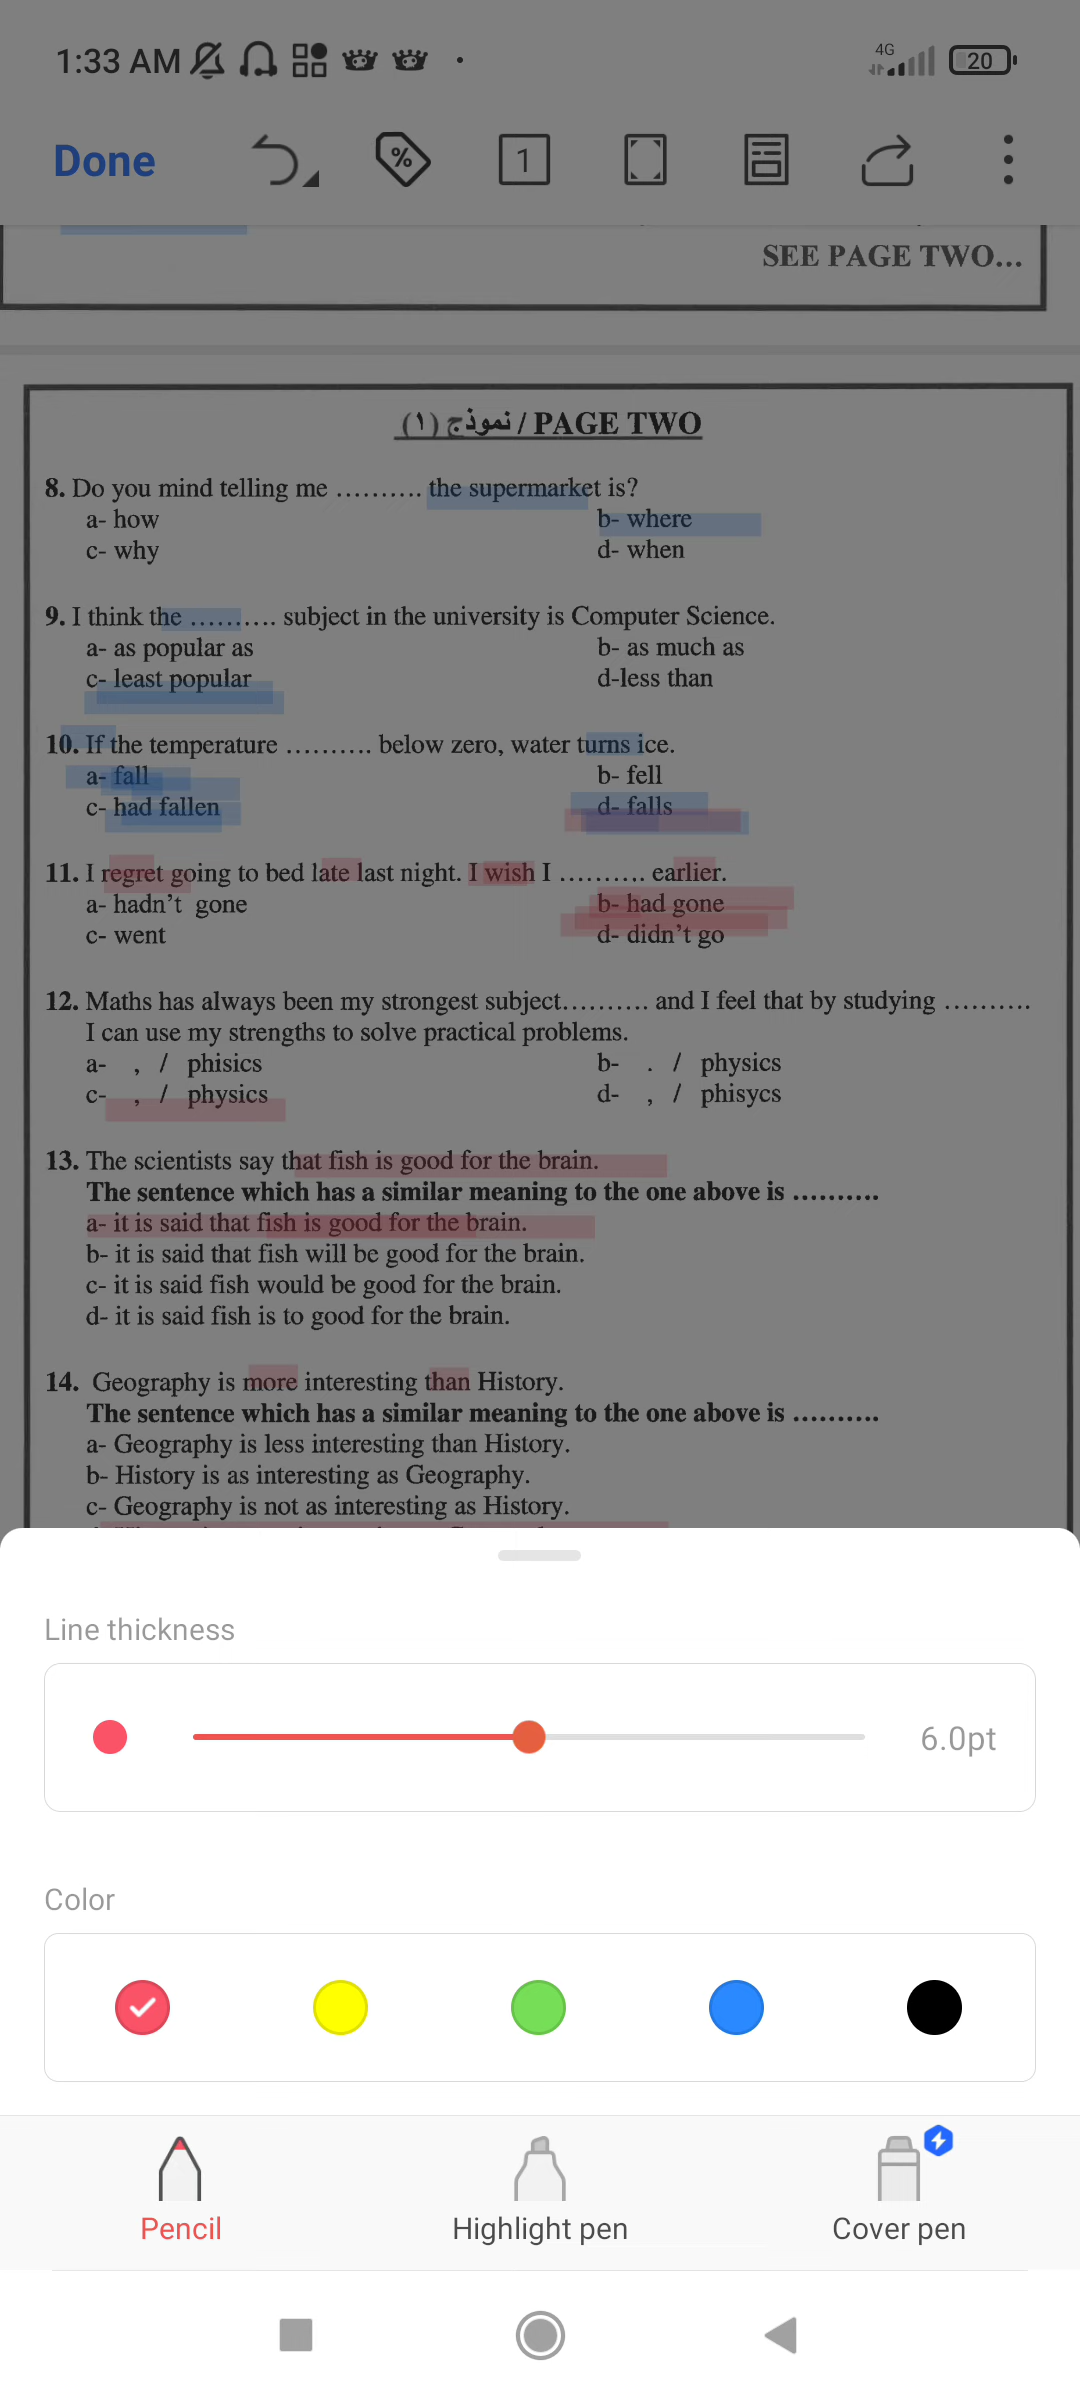 1:33 AM
4G
20
Done
%
1
SEE PAGE TWO...
نموذج (١) / PAGE TWO
8. Do you mind telling me .......... the supermarket is?
a- how
b- where
c- why
d- when
9. I think the .......... subject in the university is Computer Science.
a- as popular as
b- as much as
c- least popular
d-less than
10. If the temperature .......... below zero, water turns ice.
a- fall
b- fell
c- had fallen
d- falls
11. I regret going to bed late last night. I wish I .......... earlier.
a- hadn't gone
b- had gone
c- went
d- didn't go
12. Maths has always been my strongest subject.......... and I feel that by studying ..........
I can use my strengths to solve practical problems.
a- , / phisics
b- . / physics
c- , / physics
d- , / phisycs
13. The scientists say that fish is good for the brain.
The sentence which has a similar meaning to the one above is ..........
a- it is said that fish is good for the brain.
b- it is said that fish will be good for the brain.
c- it is said fish would be good for the brain.
d- it is said fish is to good for the brain.
14. Geography is more interesting than History.
The sentence which has a similar meaning to the one above is ..........
a- Geography is less interesting than History.
b- History is as interesting as Geography.
c- Geography is not as interesting as History.
Line thickness
6.0pt
Color
Pencil
Highlight pen
Cover pen